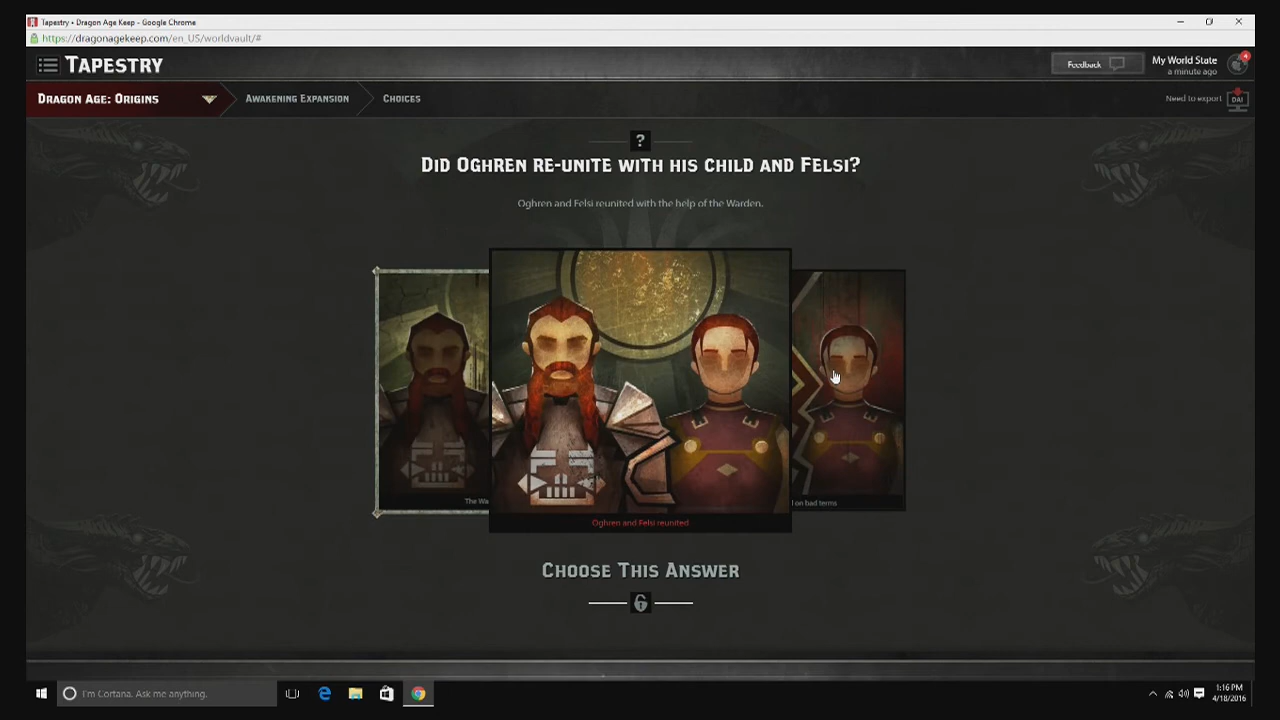 Tapestry • Dragon Age Keep - Google Chrome
https://dragonagekeep.com/en_US/worldvault/#
TAPESTRY
Feedback
My World State
a minute ago
4
DRAGON AGE: ORIGINS
AWAKENING EXPANSION
CHOICES
Need to export
DAI
?
DID OGHREN RE-UNITE WITH HIS CHILD AND FELSI?
Oghren and Felsi reunited with the help of the Warden.
The Wa
on bad terms
Oghren and Felsi reunited
CHOOSE THIS ANSWER
I'm Cortana. Ask me anything.
1:16 PM
4/18/2016